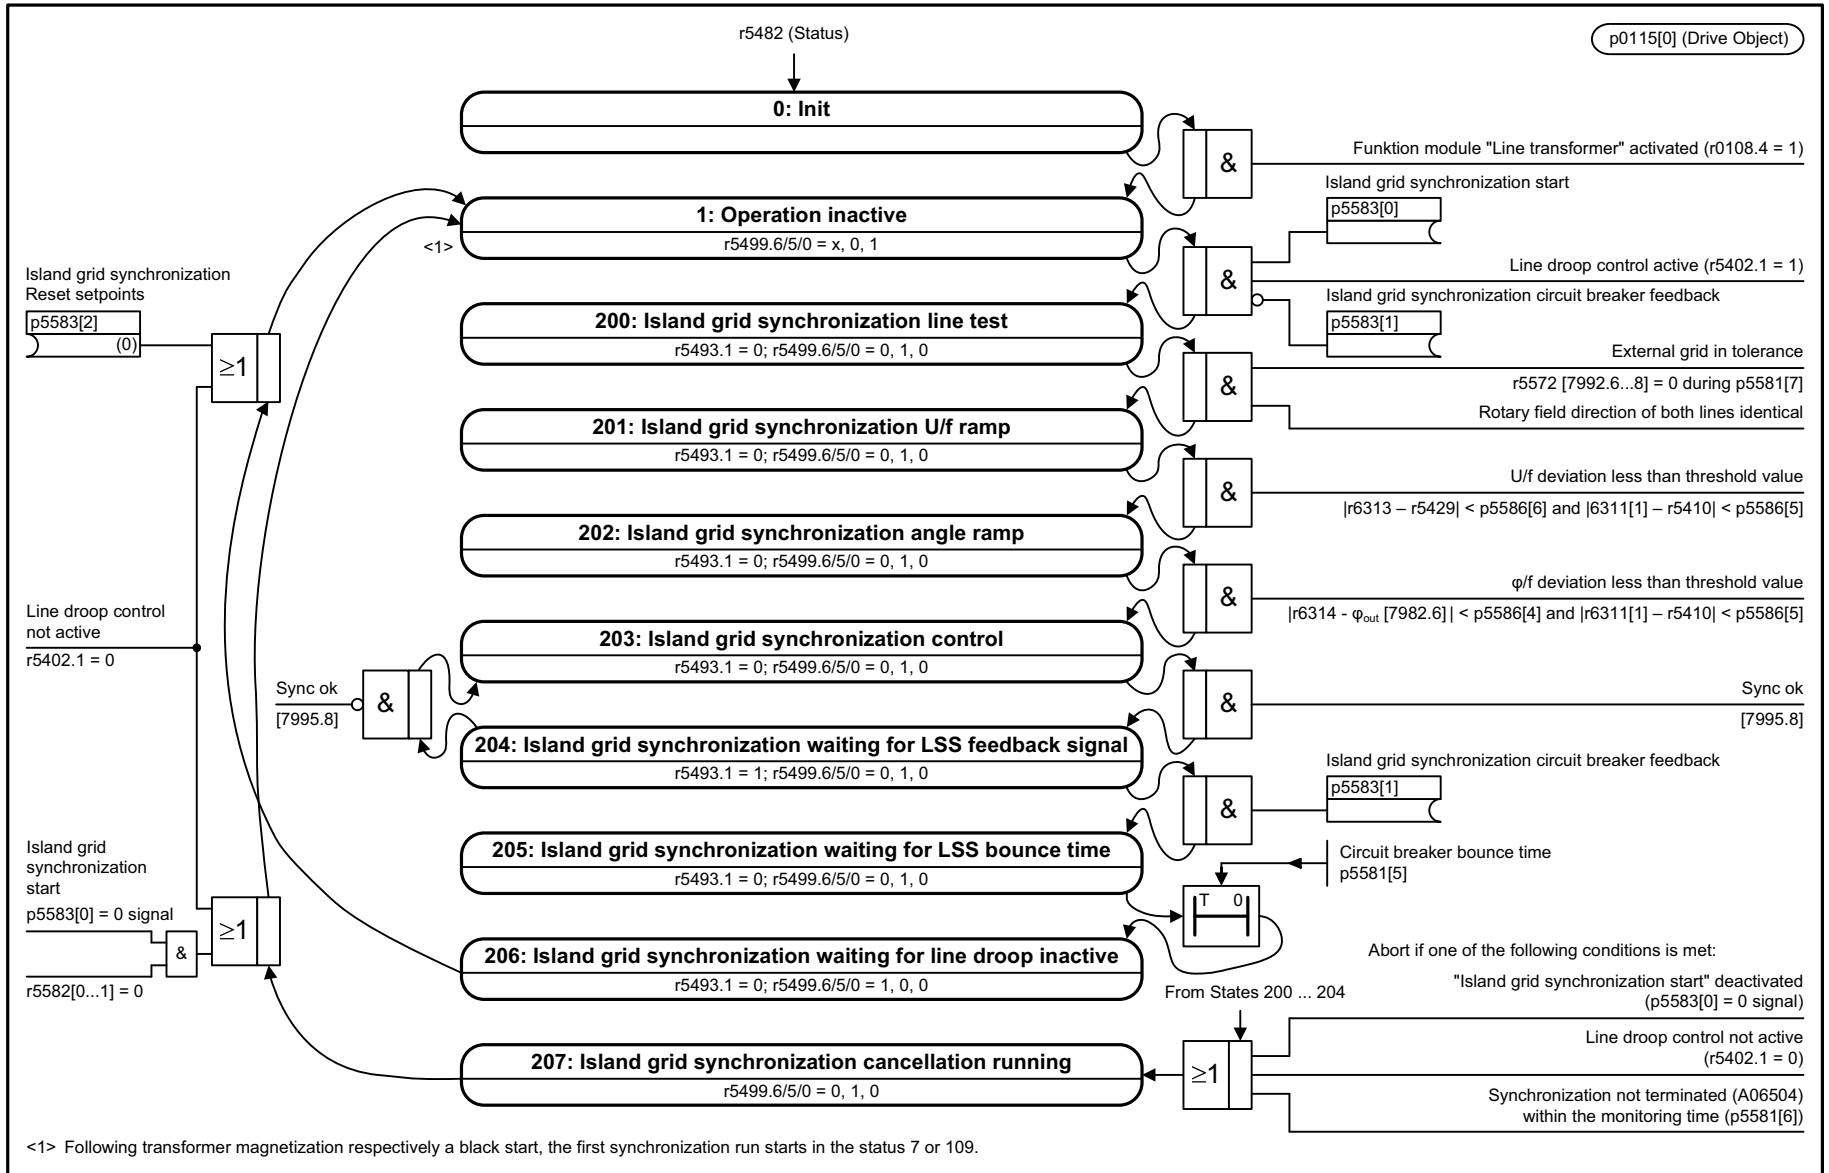 r5482 (Status)
p0115[0] (Drive Object)
0: Init
&
Funktion module "Line transformer" activated (r0108.4 = 1)
Island grid synchronization start
p5583[0]
1: Operation inactive
r5499.6/5/0 = x, 0, 1
<1>
&
Line droop control active (r5402.1 = 1)
Island grid synchronization circuit breaker feedback
p5583[1]
Island grid synchronization
Reset setpoints
p5583[2]
(0)
≥1
200: Island grid synchronization line test
r5493.1 = 0; r5499.6/5/0 = 0, 1, 0
&
External grid in tolerance
r5572 [7992.6...8] = 0 during p5581[7]
Rotary field direction of both lines identical
201: Island grid synchronization U/f ramp
r5493.1 = 0; r5499.6/5/0 = 0, 1, 0
&
U/f deviation less than threshold value
|r6313 – r5429| < p5586[6] and |6311[1] – r5410| < p5586[5]
202: Island grid synchronization angle ramp
r5493.1 = 0; r5499.6/5/0 = 0, 1, 0
&
φ/f deviation less than threshold value
|r6314 - φout [7982.6] | < p5586[4] and |r6311[1] – r5410| < p5586[5]
Line droop control
not active
r5402.1 = 0
203: Island grid synchronization control
r5493.1 = 0; r5499.6/5/0 = 0, 1, 0
Sync ok
[7995.8]
&
&
Sync ok
[7995.8]
204: Island grid synchronization waiting for LSS feedback signal
r5493.1 = 1; r5499.6/5/0 = 0, 1, 0
&
Island grid synchronization circuit breaker feedback
p5583[1]
205: Island grid synchronization waiting for LSS bounce time
r5493.1 = 0; r5499.6/5/0 = 0, 1, 0
Circuit breaker bounce time
p5581[5]
T 0
Island grid
synchronization
start
p5583[0] = 0 signal
&
≥1
r5582[0...1] = 0
206: Island grid synchronization waiting for line droop inactive
r5493.1 = 0; r5499.6/5/0 = 1, 0, 0
Abort if one of the following conditions is met:
From States 200 ... 204
"Island grid synchronization start" deactivated
(p5583[0] = 0 signal)
Line droop control not active
(r5402.1 = 0)
≥1
Synchronization not terminated (A06504)
within the monitoring time (p5581[6])
207: Island grid synchronization cancellation running
r5499.6/5/0 = 0, 1, 0
<1> Following transformer magnetization respectively a black start, the first synchronization run starts in the status 7 or 109.